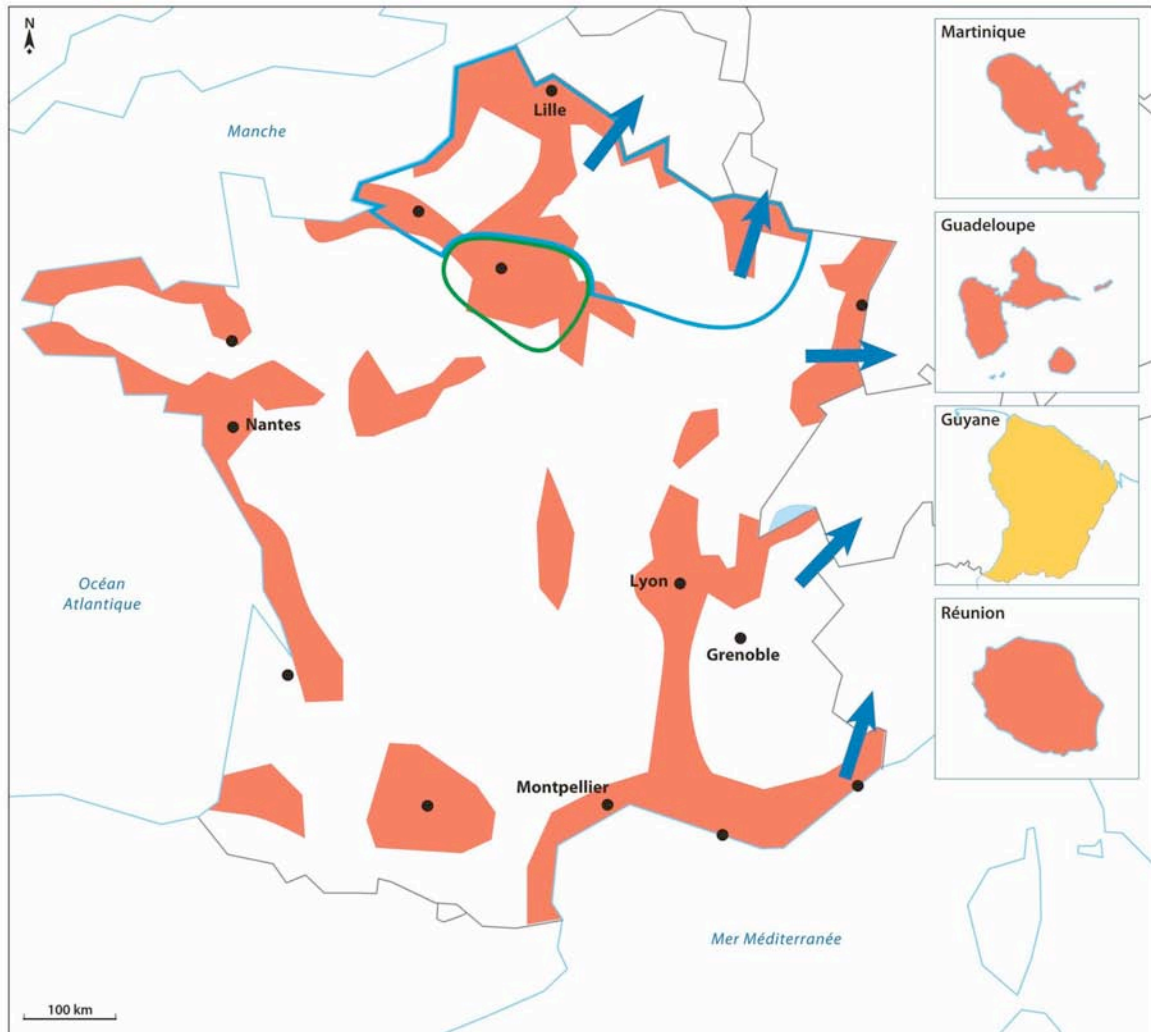 N
Manche
Lille
Nantes
Océan
Atlantique
Lyon
Grenoble
Montpellier
Mer Méditerranée
100 km
Martinique
Guadeloupe
Guyane
Réunion